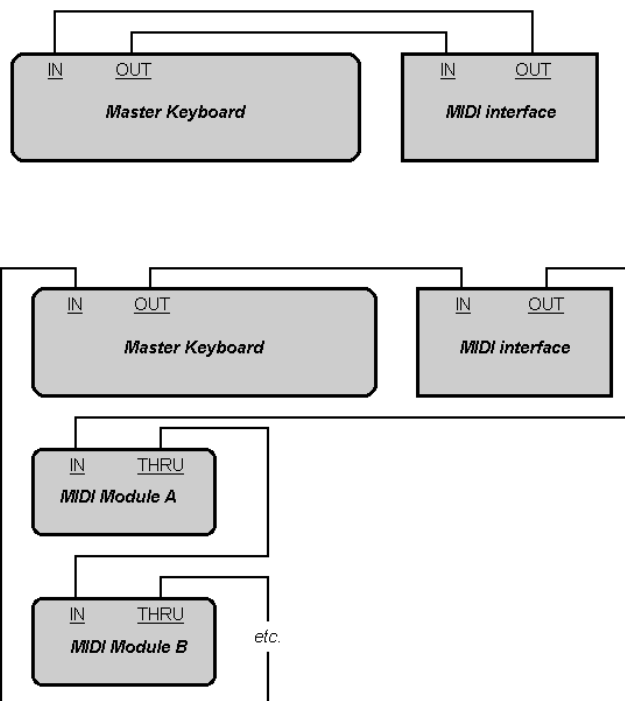 IN OUT IN OUT
Master Keyboard MIDI interface
IN OUT IN OUT
Master Keyboard MIDI interface
IN THRU
MIDI Module A
IN THRU
MIDI Module B
etc.